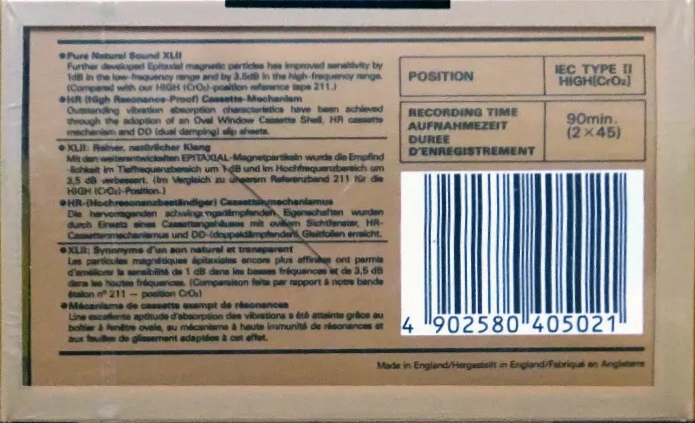 ●Pure Natural Sound XLII
Further developed Epitaxial magnetic particles has improved sensitivity by
1dB in the low-frequency range and by 3.5dB in the high-frequency range.
(Compared with our HIGH (CrO₂)-position reference tape 211.)
●HR (High Resonance-Proof) Cassette-Mechanism
Outstanding vibration absorption characteristics have been achieved
through the adoption of an Oval Window Cassette Shell, HR cassette
mechanism and DD (dual damping) slip sheets.
●XLII: Reiner, natürlicher Klang
Mit den weiterentwickelten EPITAXIAL-Magnetpartikeln wurde die Empfind
-lichkeit im Tieffrequenzbereich um 1 dB und im Hochfrequenzbereich um
3,5 dB verbessert. (Im Vergleich zu unserem Referenzband 211 für die
HIGH (CrO₂)-Position.)
●HR-(Hochresonanzbeständiger) Cassettenmechanismus
Die hervorragenden schwingungsdämpfenden Eigenschaften wurden
durch Einsatz eines Cassettengehäuses mit ovalem Sichtfenster, HR-
Cassettenmechanismus und DD-(doppeldämpfenden) Gleitfolien erreicht.
●XLII: Synonyme d'un son naturel et transparent
Les particules magnétiques épitaxiales encore plus affinées ont permis
d'améliorer la sensibilité de 1 dB dans les basses fréquences et de 3,5 dB
dans les hautes fréquences. (Comparaison faite par rapport à notre bande
étalon n° 211 — position CrO₂)
●Mécanisme de cassette exempt de résonances
Une excellente aptitude d'absorption des vibrations a été atteinte grâce au
boîtier à fenêtre ovale, au mécanisme à haute immunité de résonances et
aux feuilles de glissement adaptées à cet effet.
POSITION
IEC TYPE II
HIGH[CrO₂]
RECORDING TIME
AUFNAHMEZEIT
DUREE
D'ENREGISTREMENT
90min.
(2×45)
4 902580 405021
Made in England/Hergestellt in England/Fabriqué en Angleterre